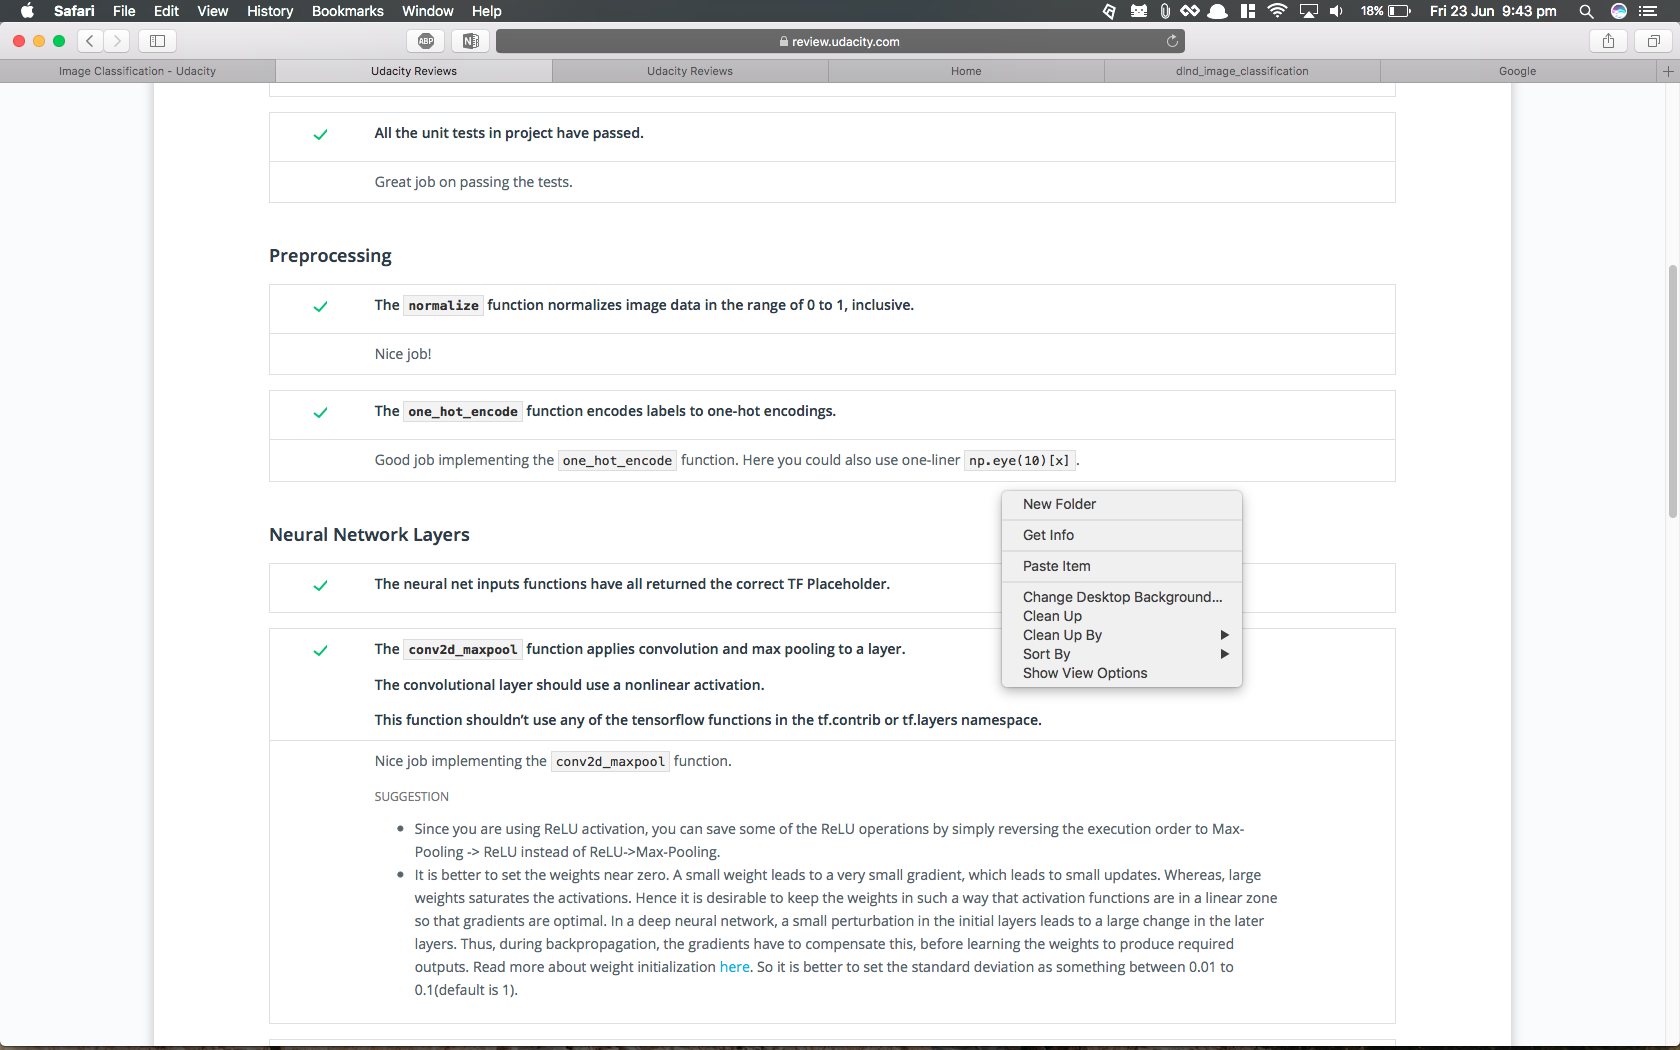 Safari File Edit View History Bookmarks Window Help 18% Fri 23 Jun 9:43 pm
ABP N review.udacity.com
Image Classification - Udacity Udacity Reviews Udacity Reviews Home dlnd_image_classification Google
All the unit tests in project have passed.
Great job on passing the tests.
Preprocessing
The normalize function normalizes image data in the range of 0 to 1, inclusive.
Nice job!
The one_hot_encode function encodes labels to one-hot encodings.
Good job implementing the one_hot_encode function. Here you could also use one-liner np.eye(10)[x].
Neural Network Layers
The neural net inputs functions have all returned the correct TF Placeholder.
The conv2d_maxpool function applies convolution and max pooling to a layer.
The convolutional layer should use a nonlinear activation.
This function shouldn't use any of the tensorflow functions in the tf.contrib or tf.layers namespace.
Nice job implementing the conv2d_maxpool function.
SUGGESTION
Since you are using ReLU activation, you can save some of the ReLU operations by simply reversing the execution order to Max-
Pooling -> ReLU instead of ReLU->Max-Pooling.
It is better to set the weights near zero. A small weight leads to a very small gradient, which leads to small updates. Whereas, large
weights saturates the activations. Hence it is desirable to keep the weights in such a way that activation functions are in a linear zone
so that gradients are optimal. In a deep neural network, a small perturbation in the initial layers leads to a large change in the later
layers. Thus, during backpropagation, the gradients have to compensate this, before learning the weights to produce required
outputs. Read more about weight initialization here. So it is better to set the standard deviation as something between 0.01 to
0.1(default is 1).
New Folder
Get Info
Paste Item
Change Desktop Background...
Clean Up
Clean Up By
Sort By
Show View Options